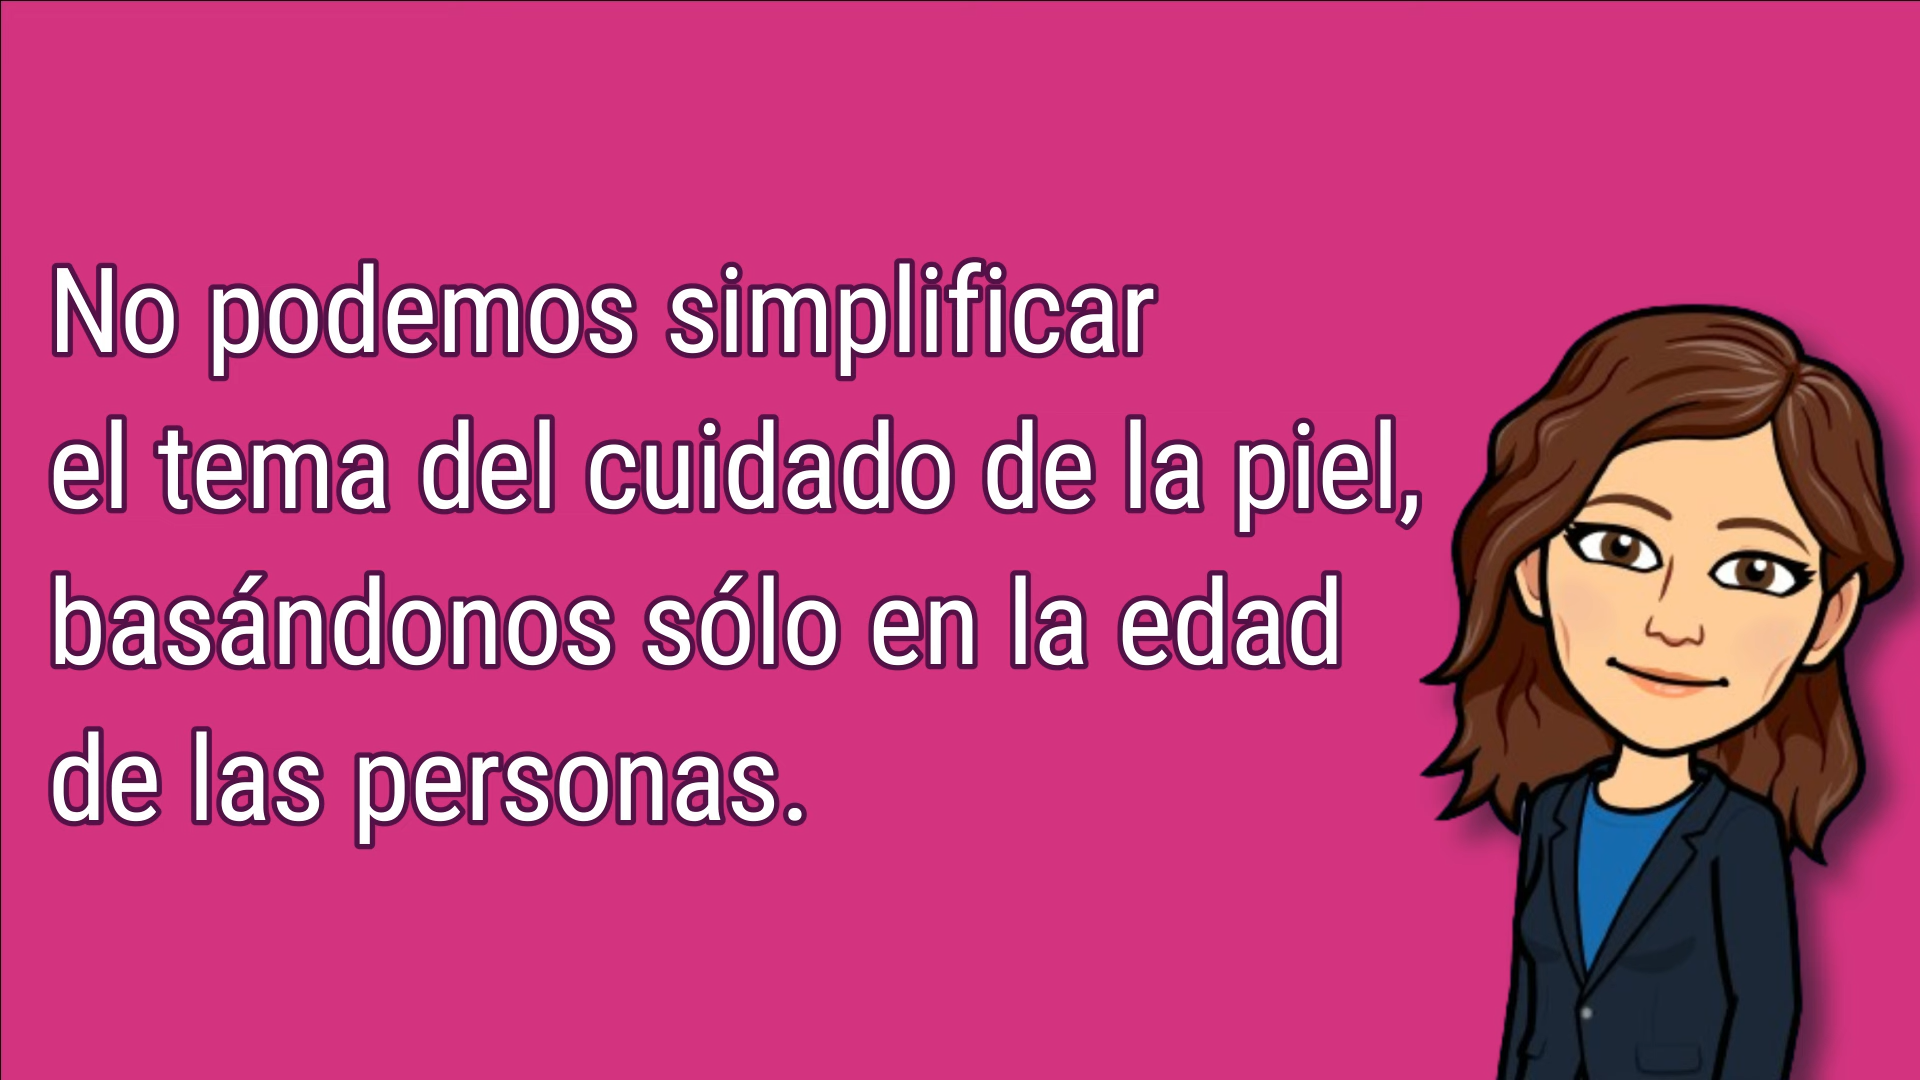 No podemos simplificar
el tema del cuidado de la piel,
basándonos sólo en la edad
de las personas.